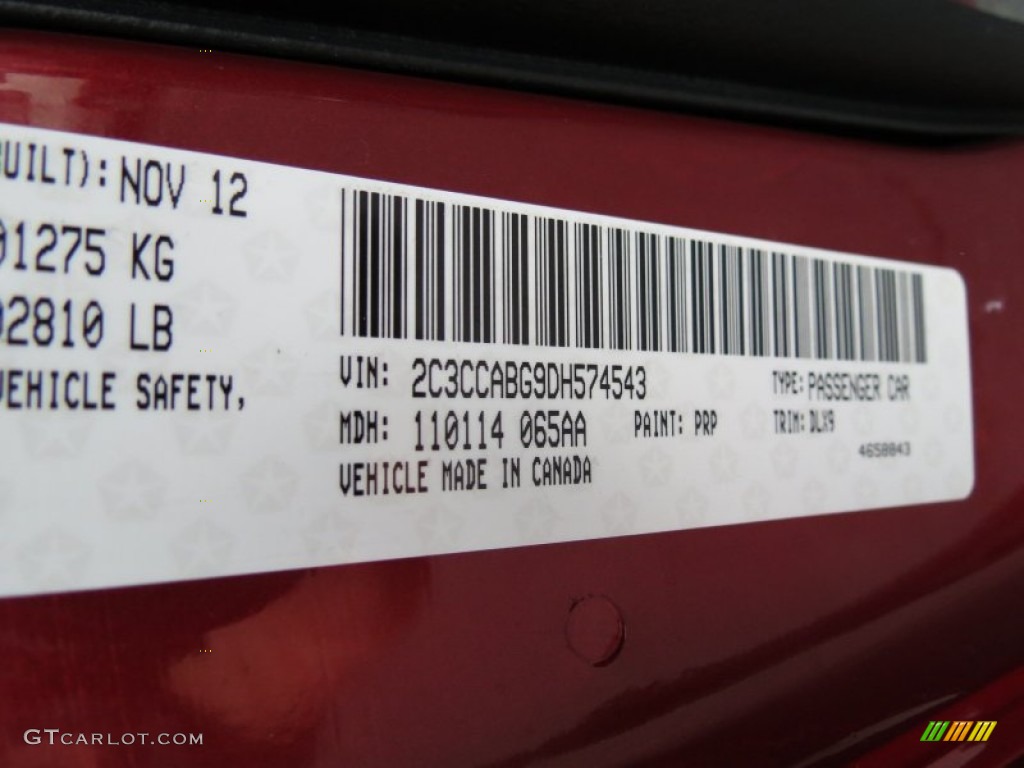 BUILT): NOV 12
01275 KG
02810 LB
VEHICLE SAFETY,
VIN: 2C3CCABG9DH574543 TYPE: PASSENGER CAR
MDH: 110114 065AA PAINT: PRP TRIM: DLX9
4658843
VEHICLE MADE IN CANADA
GTCARLOT.COM